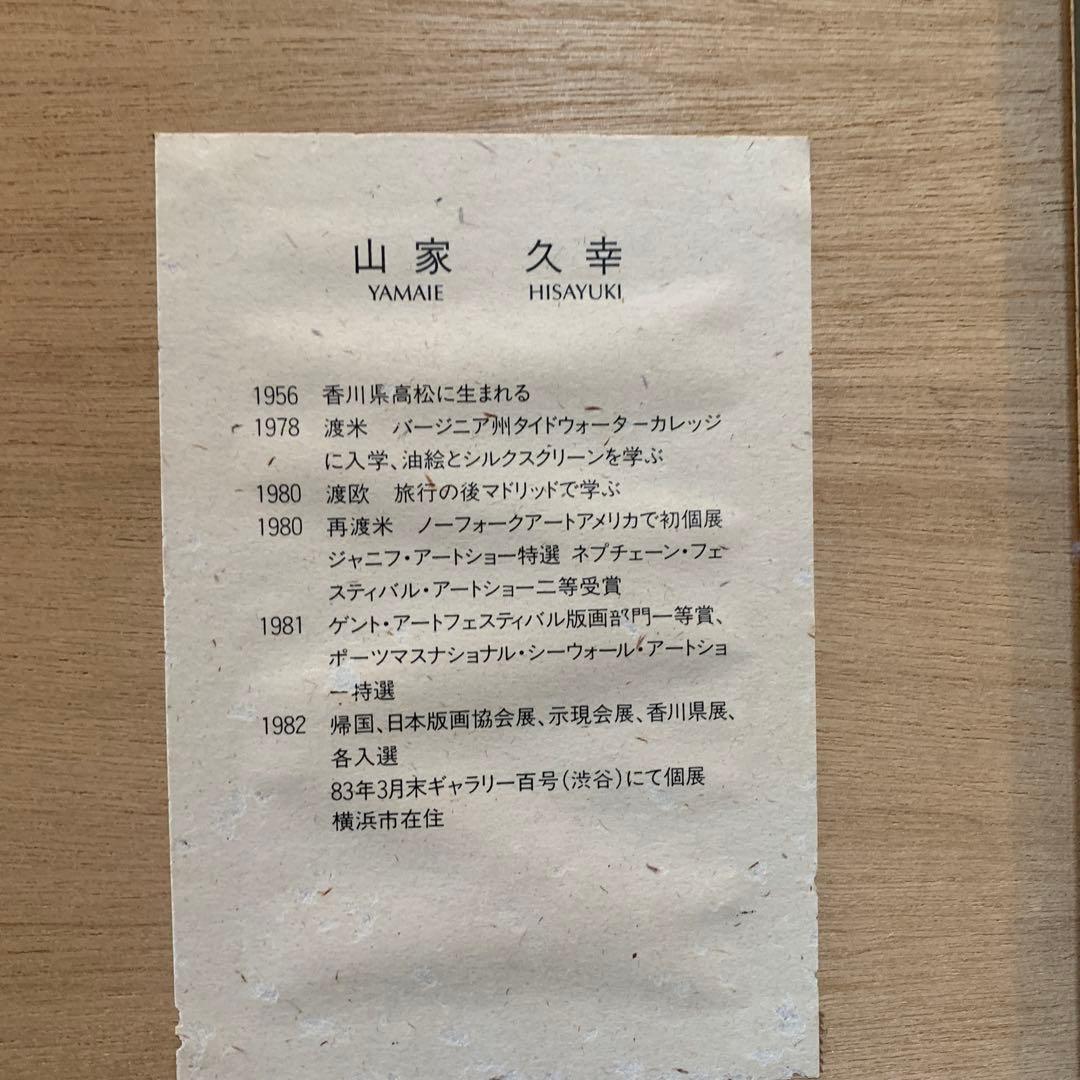 山家 久幸
YAMAIE HISAYUKI
1956 香川県高松に生まれる
1978 渡米 バージニア州タイドウォーターカレッジ
に入学、油絵とシルクスクリーンを学ぶ
1980 渡欧 旅行の後マドリッドで学ぶ
1980 再渡米 ノーフォークアートアメリカで初個展
ジャニフ・アートショー特選 ネプチェーン・フェ
スティバル・アートショー二等受賞
1981 ゲント・アートフェスティバル版画部門一等賞、
ポーツマスナショナル・シーウォール・アートショ
ー特選
1982 帰国、日本版画協会展、示現会展、香川県展、
各入選
83年3月末ギャラリー百号(渋谷)にて個展
横浜市在住